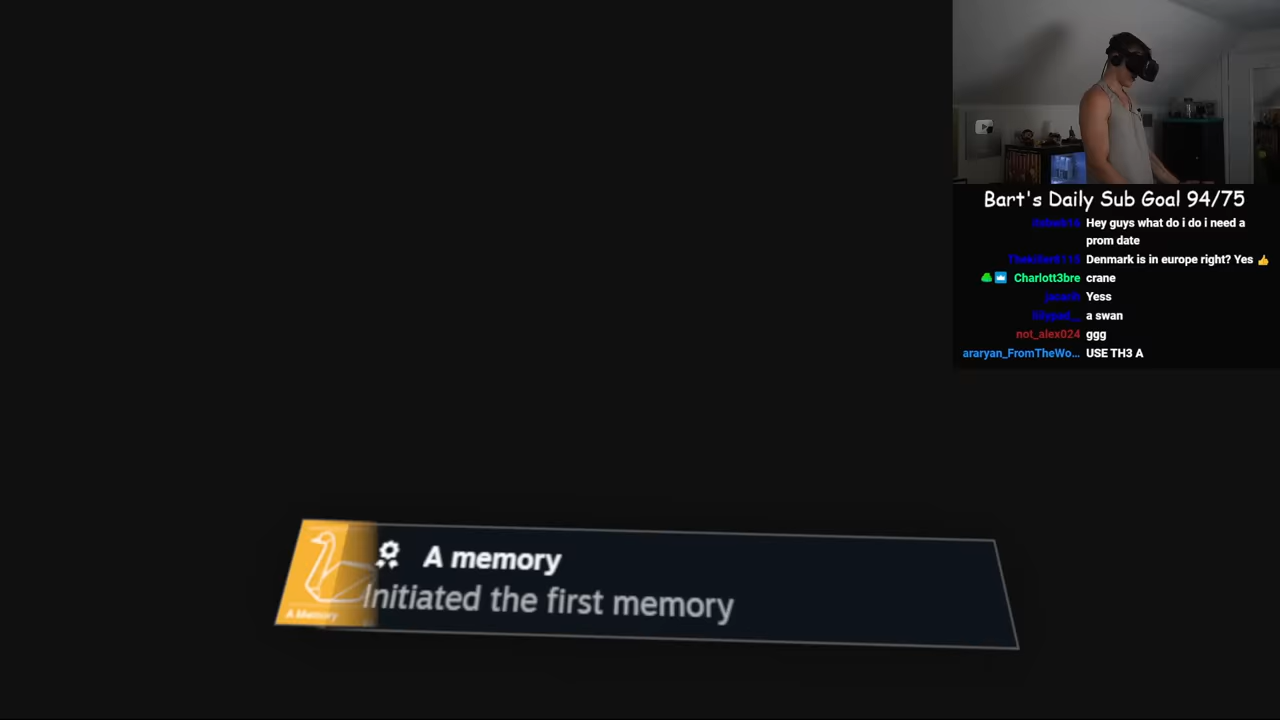 Bart's Daily Sub Goal 94/75
Hey guys what do i do i need a
prom date
Denmark is in europe right? Yes 👍
Charlott3bre crane
Yess
a swan
not_alex024 ggg
araryan_FromTheWo... USE TH3 A
A memory
Initiated the first memory
A Memory